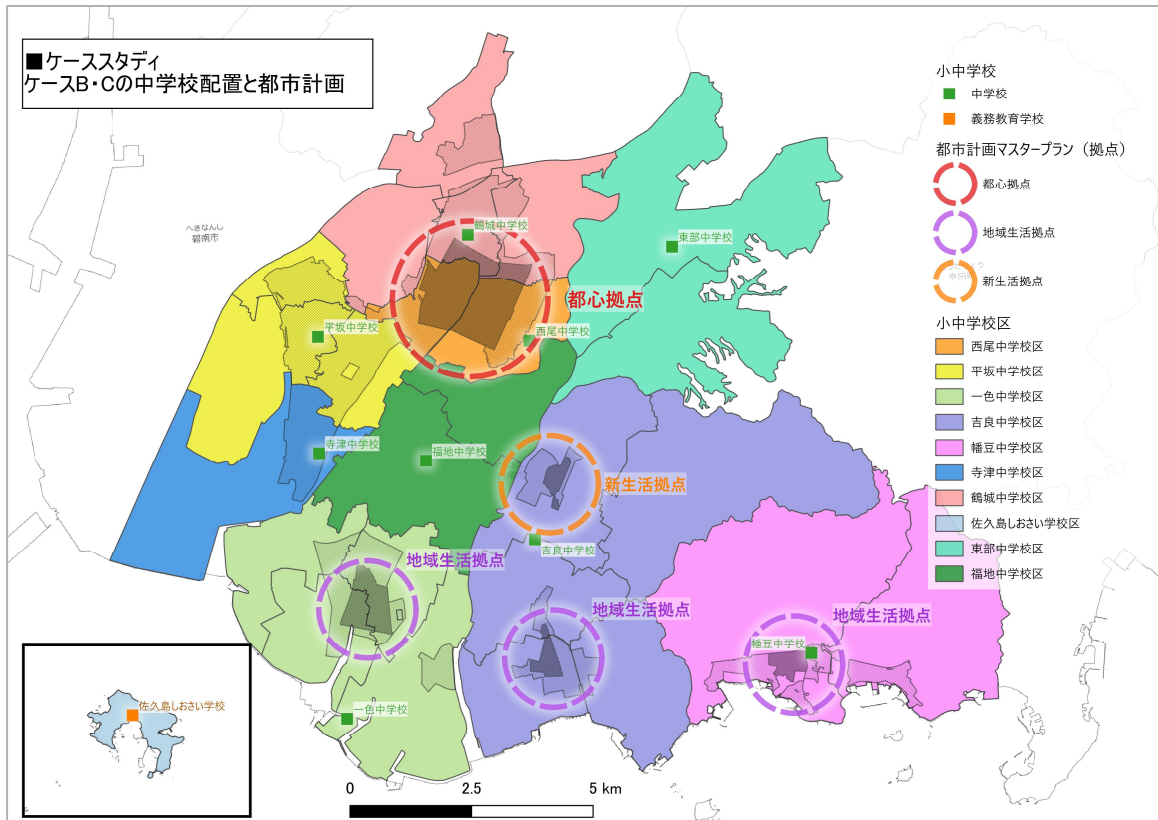 ■ケーススタディ
ケースB・Cの中学校配置と都市計画
へきなんし
碧南市
鶴城中学校
東部中学校
都心拠点
西尾中学校
平坂中学校
寺津中学校
福地中学校
新生活拠点
吉良中学校
地域生活拠点
地域生活拠点
地域生活拠点
幡豆中学校
一色中学校
佐久島しおさい学校
0 2.5 5 km
小中学校
中学校
義務教育学校
都市計画マスタープラン（拠点）
都心拠点
地域生活拠点
新生活拠点
小中学校区
西尾中学校区
平坂中学校区
一色中学校区
吉良中学校区
幡豆中学校区
寺津中学校区
鶴城中学校区
佐久島しおさい学校区
東部中学校区
福地中学校区